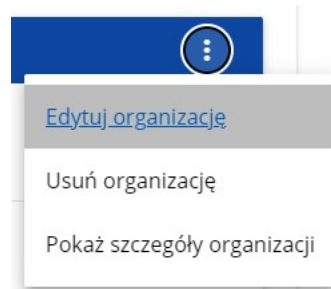 Edytuj organizację
Usuń organizację
Pokaż szczegóły organizacji